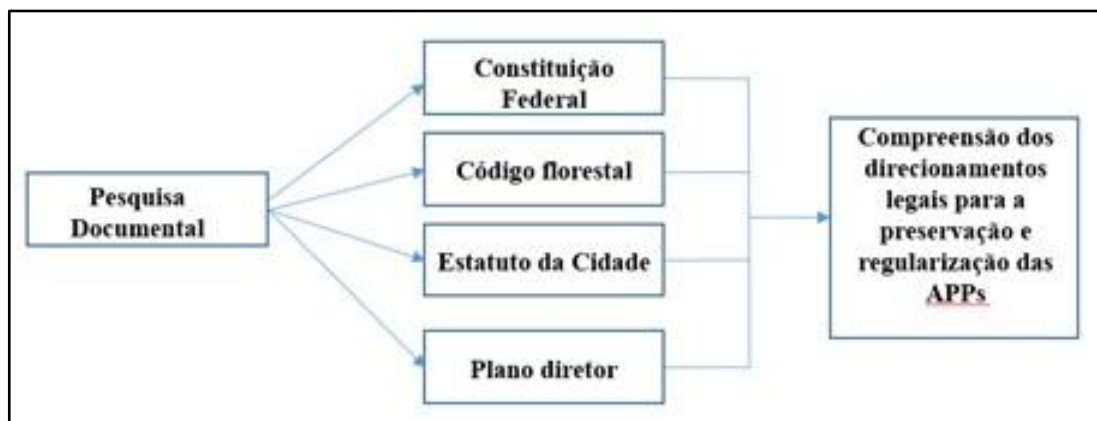 Pesquisa
Documental
Constituição
Federal
Código florestal
Estatuto da Cidade
Plano diretor
Compreensão dos
direcionamentos
legais para a
preservação e
regularização das
APPs